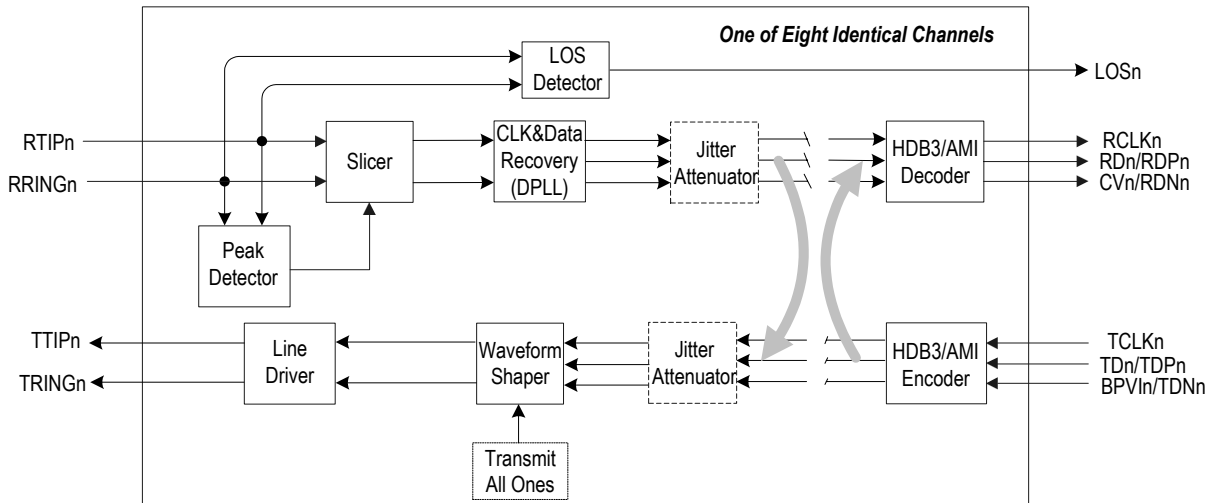 One of Eight Identical Channels
LOS
Detector
LOSn
RTIPn
RRINGn
Slicer
CLK&Data
Recovery
(DPLL)
Jitter
Attenuator
HDB3/AMI
Decoder
RCLKn
RDn/RDPn
CVn/RDNn
Peak
Detector
TTIPn
TRINGn
Line
Driver
Waveform
Shaper
Jitter
Attenuator
HDB3/AMI
Encoder
TCLKn
TDn/TDPn
BPVIn/TDNn
Transmit
All Ones